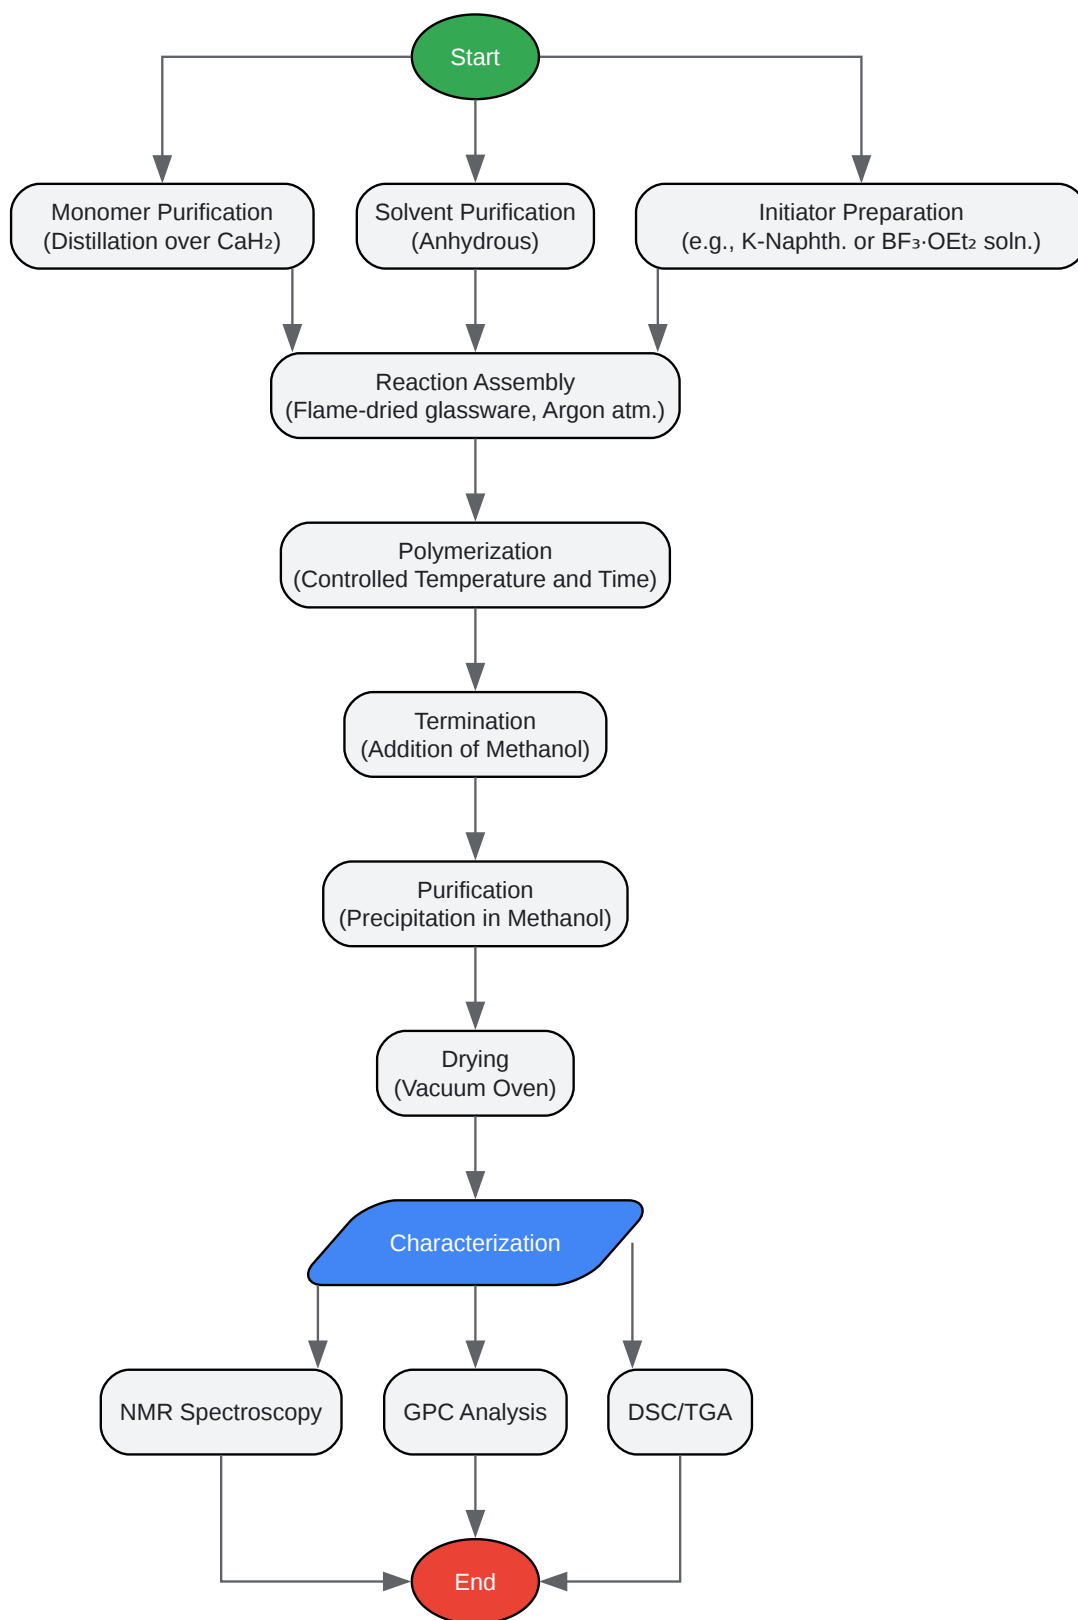 Start
Monomer Purification
(Distillation over CaH₂)
Solvent Purification
(Anhydrous)
Initiator Preparation
(e.g., K-Naphth. or BF₃·OEt₂ soln.)
Reaction Assembly
(Flame-dried glassware, Argon atm.)
Polymerization
(Controlled Temperature and Time)
Termination
(Addition of Methanol)
Purification
(Precipitation in Methanol)
Drying
(Vacuum Oven)
Characterization
NMR Spectroscopy
GPC Analysis
DSC/TGA
End